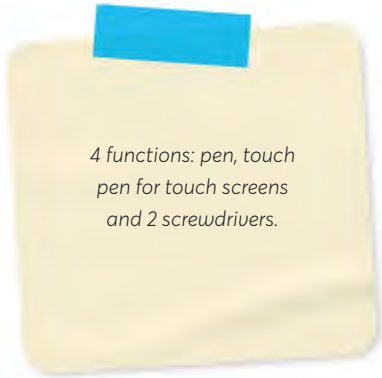 4 functions: pen, touch
pen for touch screens
and 2 screwdrivers.